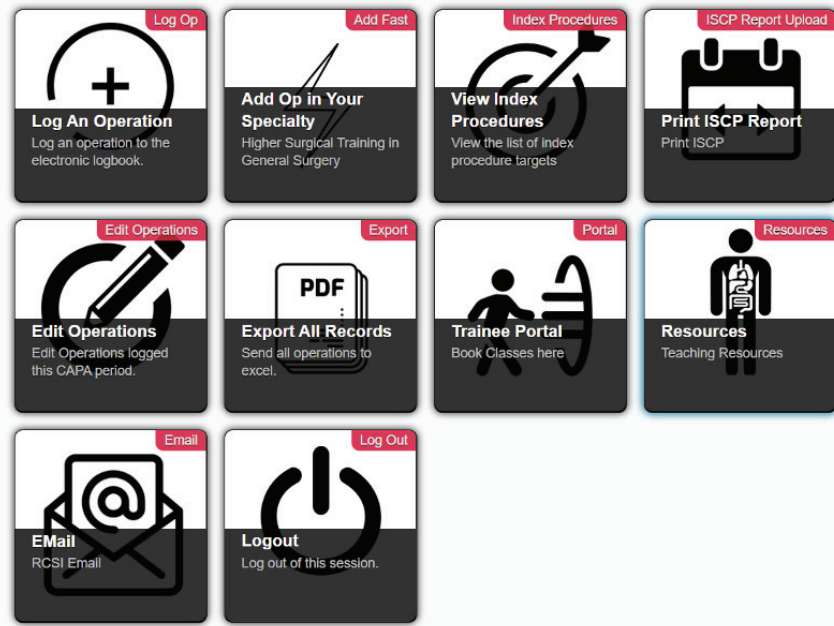 Log Op
Log An Operation
Log an operation to the
electronic logbook.
Add Fast
Add Op in Your
Specialty
Higher Surgical Training in
General Surgery
Index Procedures
View Index
Procedures
View the list of index
procedure targets
ISCP Report Upload
Print ISCP Report
Print ISCP
Edit Operations
Edit Operations
Edit Operations logged
this CAPA period.
Export
PDF
Export All Records
Send all operations to
excel.
Portal
Trainee Portal
Book Classes here
Resources
Resources
Teaching Resources
Email
@
EMail
RCSI Email
Log Out
Logout
Log out of this session.